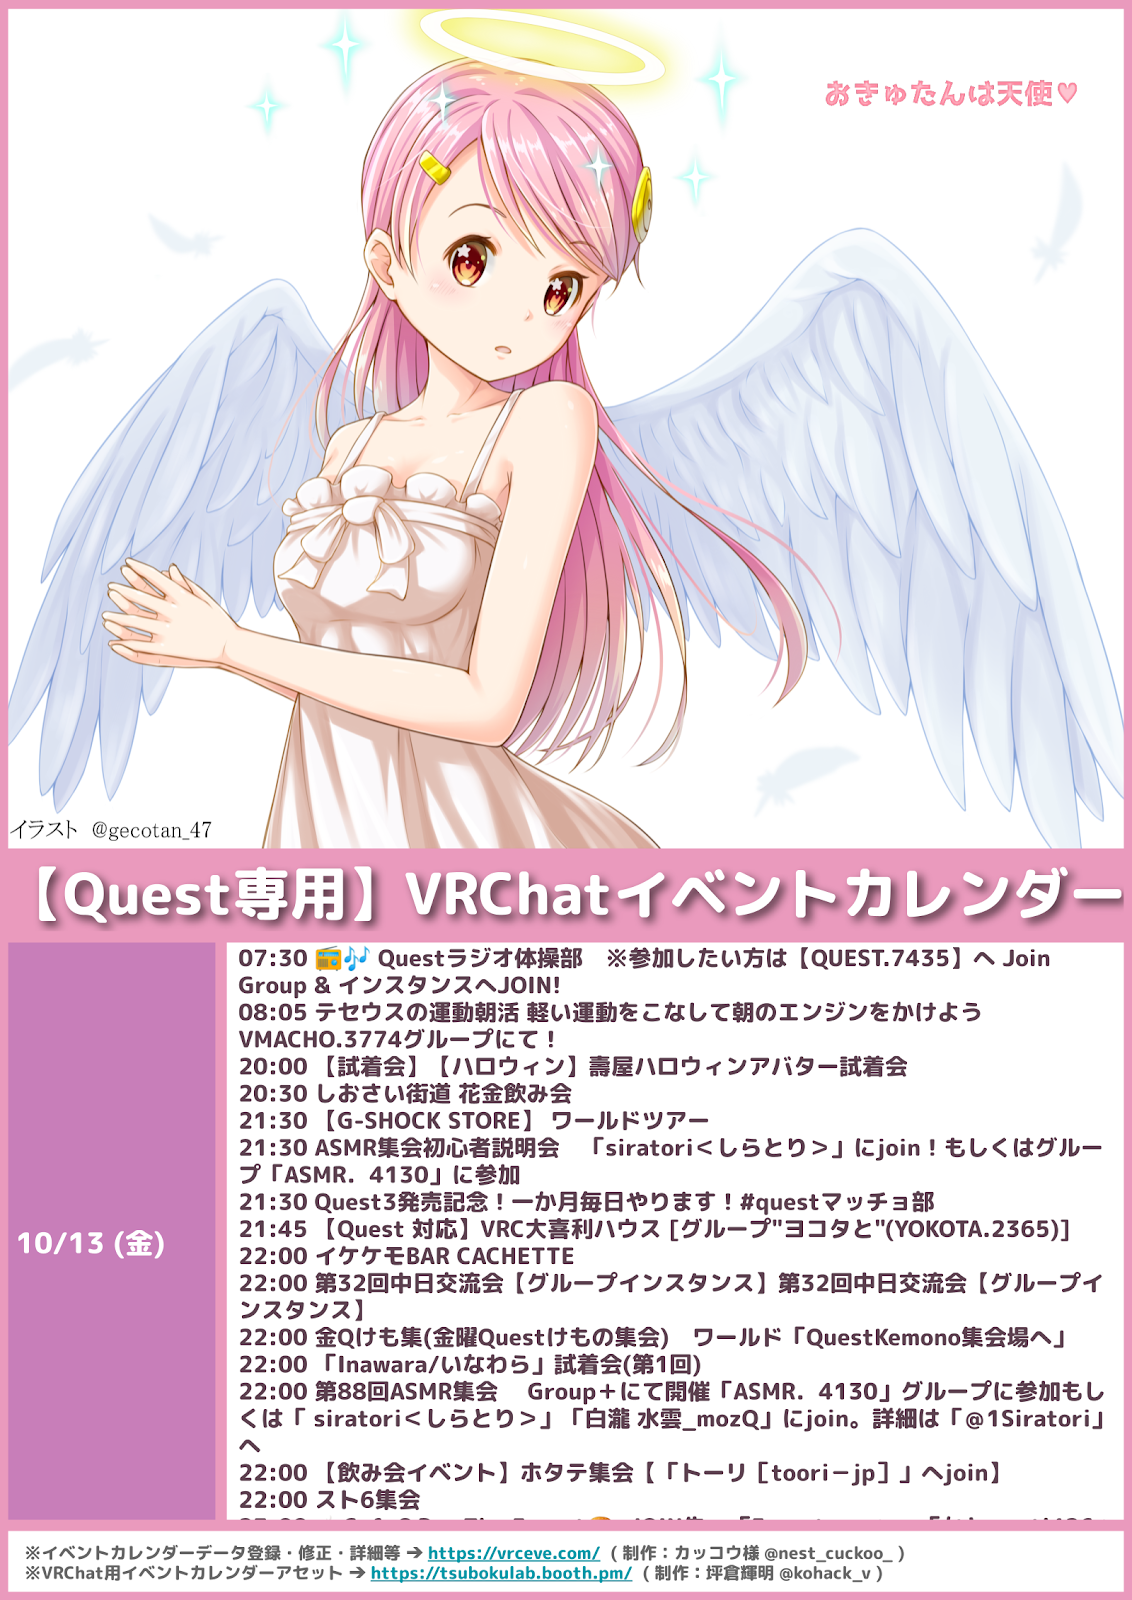 おきゅたんは天使♥
イラスト @gecotan_47
【Quest専用】VRChatイベントカレンダー
10/13 (金)
07:30 📻🎶 Questラジオ体操部　※参加したい方は【QUEST.7435】へ Join
Group & インスタンスへJOIN!
08:05 テセウスの運動朝活 軽い運動をこなして朝のエンジンをかけよう
VMACHO.3774グループにて！
20:00 【試着会】【ハロウィン】壽屋ハロウィンアバター試着会
20:30 しおさい街道 花金飲み会
21:30 【G-SHOCK STORE】 ワールドツアー
21:30 ASMR集会初心者説明会　「siratori＜しらとり＞」にjoin！もしくはグルー
プ「ASMR．4130」に参加
21:30 Quest3発売記念！一か月毎日やります！#questマッチョ部
21:45 【Quest 対応】VRC大喜利ハウス [グループ"ヨコタと"(YOKOTA.2365)]
22:00 イケケモBAR CACHETTE
22:00 第32回中日交流会【グループインスタンス】第32回中日交流会【グループイ
ンスタンス】
22:00 金Qけも集(金曜Questけもの集会)　ワールド「QuestKemono集会場へ」
22:00 「Inawara/いなわら」試着会(第1回)
22:00 第88回ASMR集会　 Group＋にて開催「ASMR．4130」グループに参加もし
くは「 siratori＜しらとり＞」「白瀧 水雲_mozQ」にjoin。詳細は「＠1Siratori」
へ
22:00 【飲み会イベント】ホタテ集会【「トーリ［toori－jp］」へjoin】
22:00 スト6集会
※イベントカレンダーデータ登録・修正・詳細等 ➔ https://vrceve.com/ ( 制作：カッコウ様 @nest_cuckoo_ )
※VRChat用イベントカレンダーアセット ➔ https://tsubokulab.booth.pm/ ( 制作：坪倉輝明 @kohack_v )